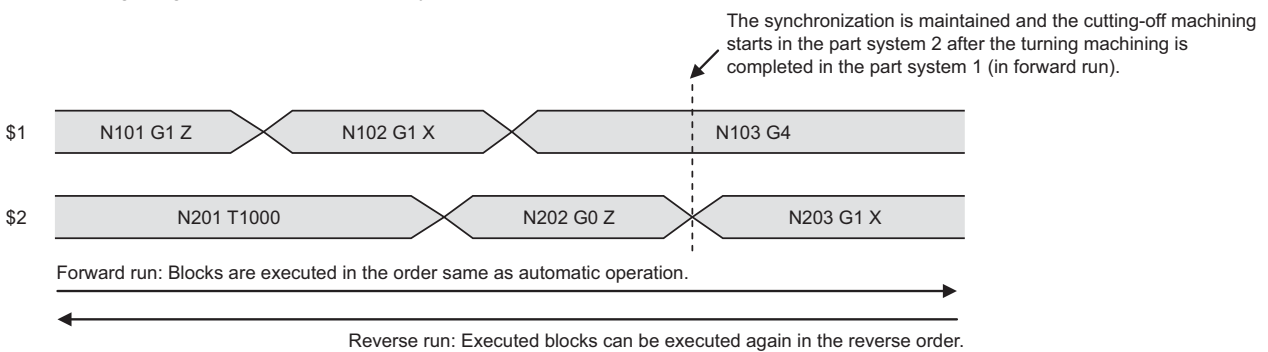 The synchronization is maintained and the cutting-off machining
starts in the part system 2 after the turning machining is
completed in the part system 1 (in forward run).
$1 N101 G1 Z N102 G1 X N103 G4
$2 N201 T1000 N202 G0 Z N203 G1 X
Forward run: Blocks are executed in the order same as automatic operation.
Reverse run: Executed blocks can be executed again in the reverse order.